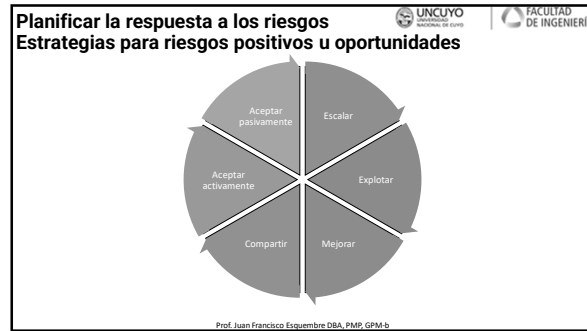 Planificar la respuesta a los riesgos
Estrategias para riesgos positivos u oportunidades
UNCUYO
UNIVERSIDAD
NACIONAL DE CUYO
FACULTAD
DE INGENIERÍ
Aceptar
pasivamente
Escalar
Aceptar
activamente
Explotar
Compartir
Mejorar
Prof. Juan Francisco Esquembre DBA, PMP, GPM-b